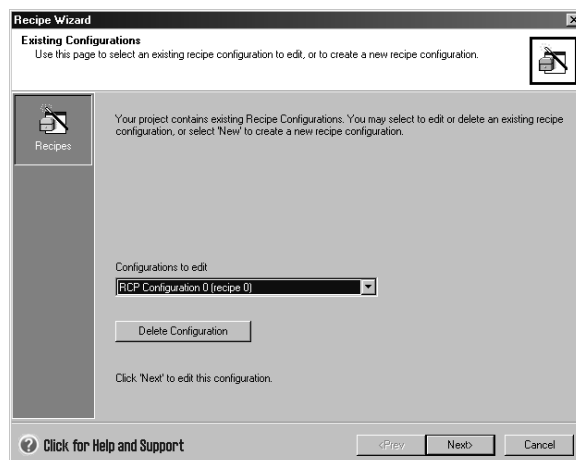 Recipe Wizard
Existing Configurations
Use this page to select an existing recipe configuration to edit, or to create a new recipe configuration.
Recipes
Your project contains existing Recipe Configurations. You may select to edit or delete an existing recipe
configuration, or select 'New' to create a new recipe configuration.
Configurations to edit
RCP Configuration 0 (recipe 0)
Delete Configuration
Click 'Next' to edit this configuration.
Click for Help and Support
<Prev
Next>
Cancel